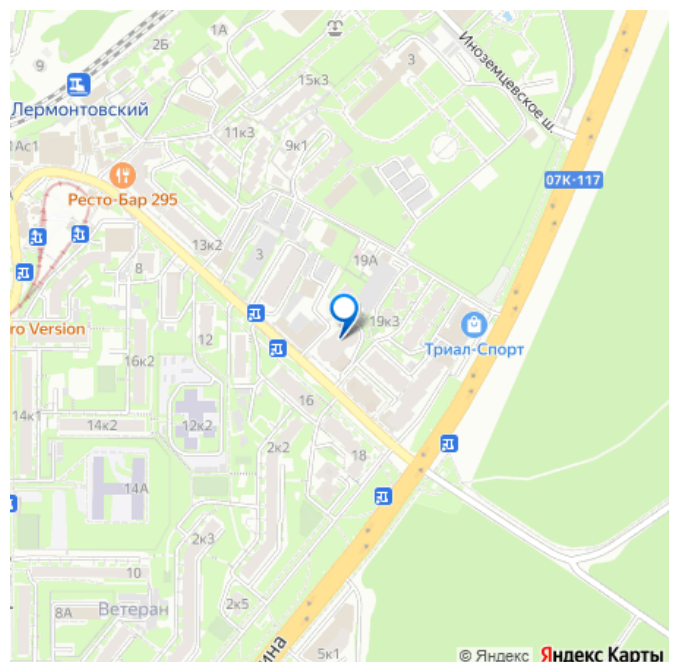 1А
2Б
9
3
Иноземцевское ш.
15к3
Лермонтовский
11к3
9к1
1Ас1
07К-117
Ресто-Бар 295
13к2
3
19А
8
ro Version
12
19к3
Триал-Спорт
16к2
16
14к1
14к2
12к2
2к2
18
14А
2к3
10
8А
Ветеран
2к5
ина
5к1
© Яндекс Яндекс Карты